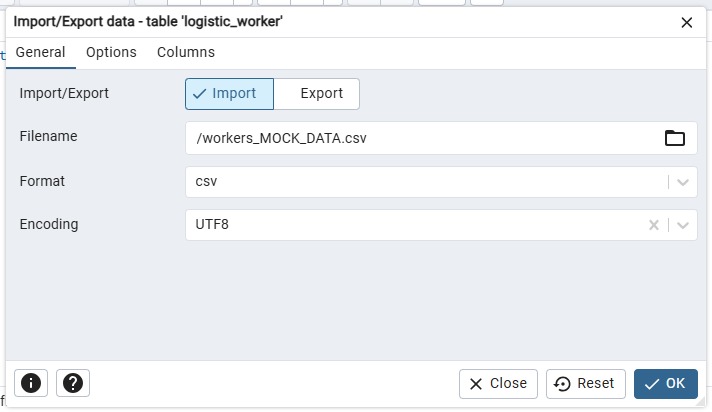 Import/Export data - table 'logistic_worker'
General Options Columns
Import/Export Import Export
Filename /workers_MOCK_DATA.csv
Format csv
Encoding UTF8
Close Reset OK